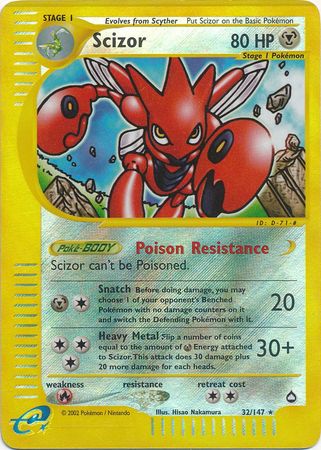 STAGE 1
Evolves from Scyther
Put Scizor on the Basic Pokémon
Scizor
80 HP
Stage 1 Pokémon
ID: D-71-#
Poké-BODY
Poison Resistance
Scizor can't be Poisoned.
Snatch Before doing damage, you may
choose 1 of your opponent's Benched
Pokémon with no damage counters on it
and switch the Defending Pokémon with it.
20
Heavy Metal Flip a number of coins
equal to the amount of Energy attached
to Scizor. This attack does 30 damage plus
20 more damage for each heads.
30+
weakness
resistance
retreat cost
© 2002 Pokémon / Nintendo
Illus. Hisao Nakamura
32/147 ★
e